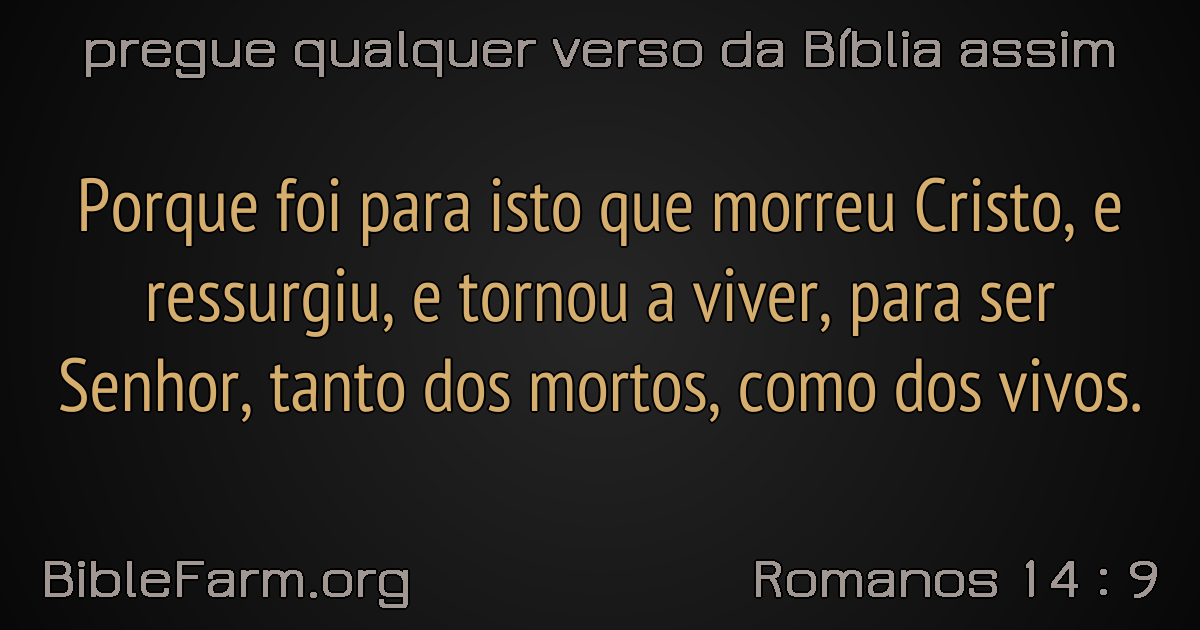 pregue qualquer verso da Bíblia assim
Porque foi para isto que morreu Cristo, e
ressurgiu, e tornou a viver, para ser
Senhor, tanto dos mortos, como dos vivos.
BibleFarm.org
Romanos 14 : 9